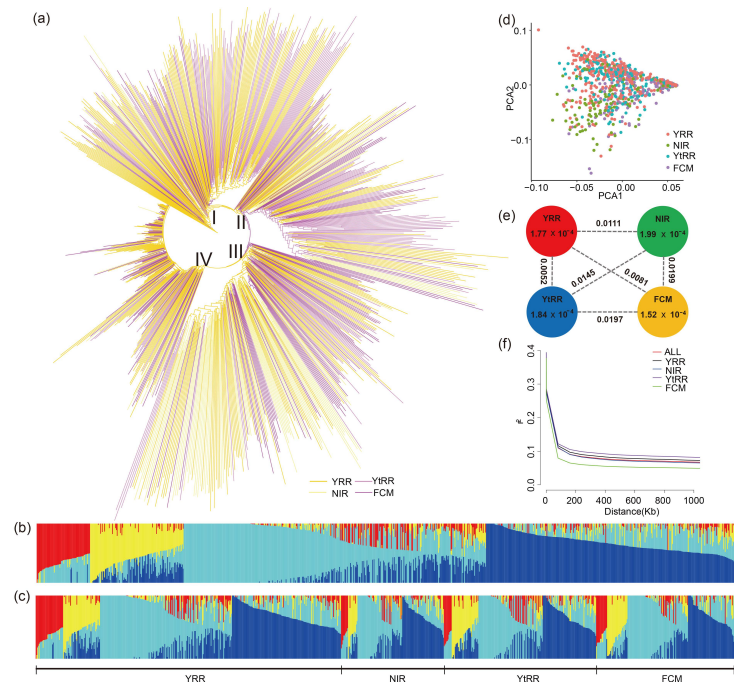 (a)
I
II
III
IV
YRR YtRR
NIR FCM
(d)
PCA2
0.1
0.0
−0.1
−0.10 −0.05 0.00 0.05
PCA1
YRR
NIR
YtRR
FCM
(e)
YRR
1.77 × 10⁻⁴
NIR
1.99 × 10⁻⁴
YtRR
1.84 × 10⁻⁴
FCM
1.52 × 10⁻⁴
0.0111
0.0052
0.0145
0.0081
0.0199
0.0197
(f)
r²
0.4
0.3
0.2
0.1
0.0
0 200 400 600 800 1000
Distance(Kb)
ALL
YRR
NIR
YtRR
FCM
(b)
(c)
YRR NIR YtRR FCM